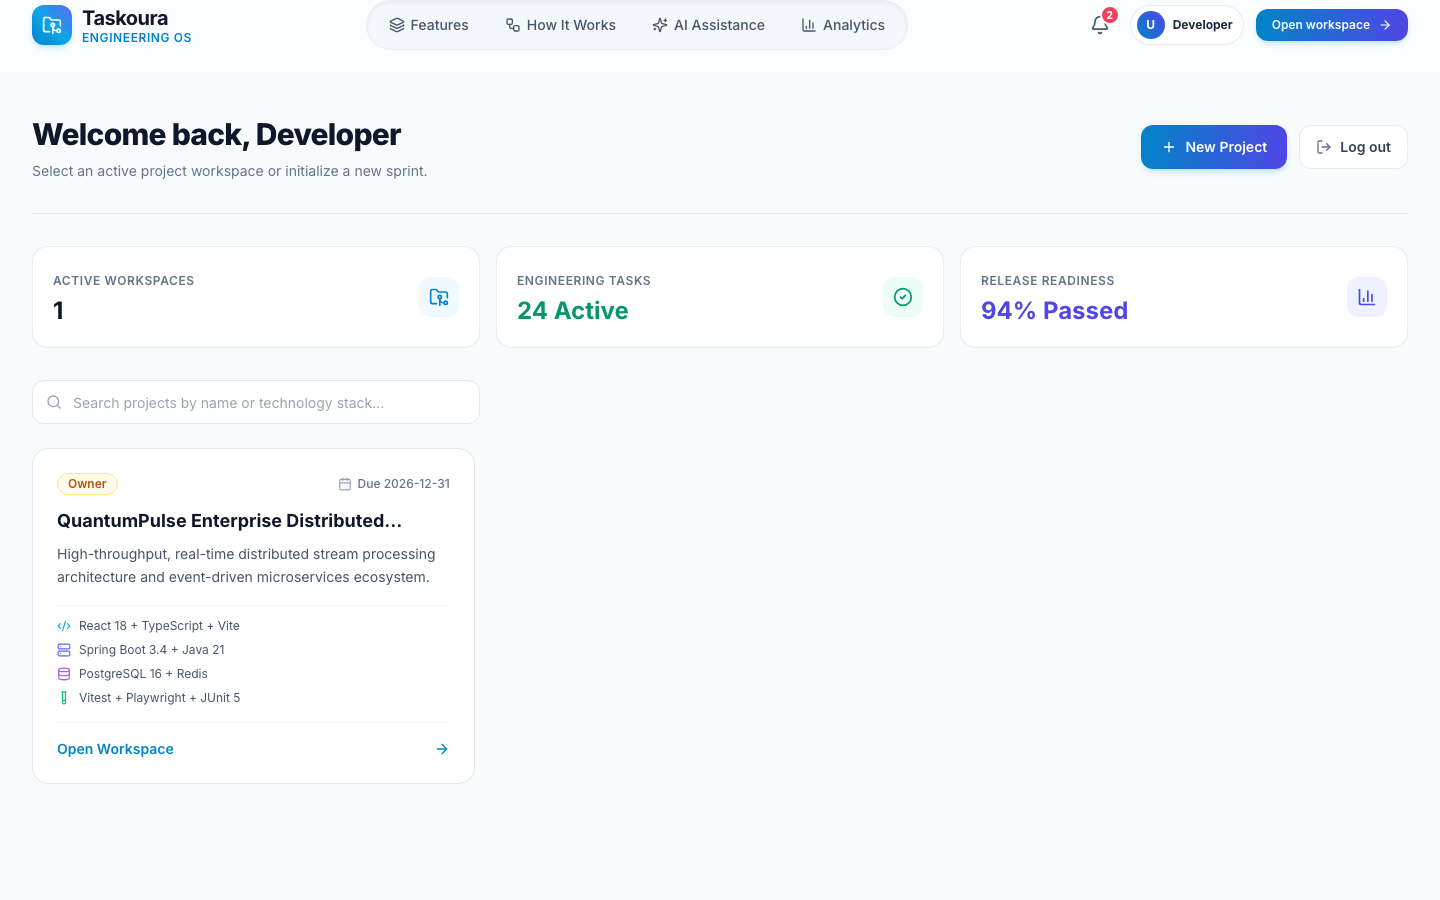 Taskoura
ENGINEERING OS
Features
How It Works
AI Assistance
Analytics
2
U
Developer
Open workspace
Welcome back, Developer
Select an active project workspace or initialize a new sprint.
New Project
Log out
ACTIVE WORKSPACES
1
ENGINEERING TASKS
24 Active
RELEASE READINESS
94% Passed
Search projects by name or technology stack...
Owner
Due 2026-12-31
QuantumPulse Enterprise Distributed...
High-throughput, real-time distributed stream processing
architecture and event-driven microservices ecosystem.
React 18 + TypeScript + Vite
Spring Boot 3.4 + Java 21
PostgreSQL 16 + Redis
Vitest + Playwright + JUnit 5
Open Workspace